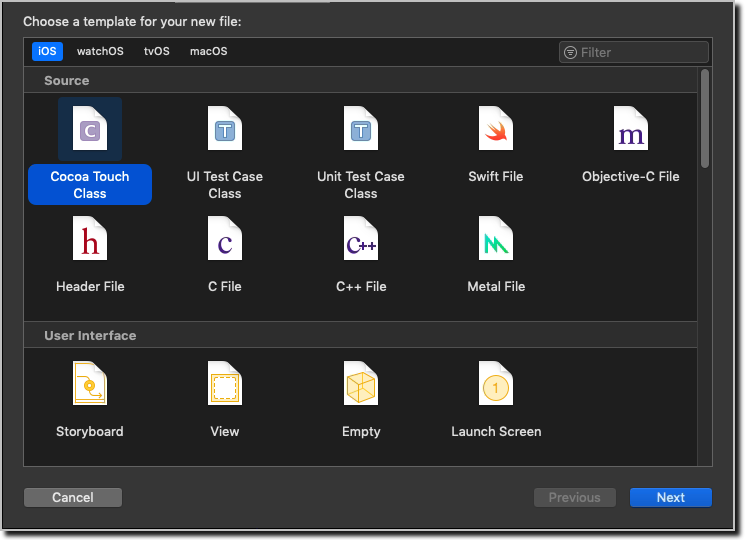 Choose a template for your new file:
iOS watchOS tvOS macOS Filter
Source
C T T m
Cocoa Touch Class
UI Test Case Class
Unit Test Case Class
Swift File
Objective-C File
h c C++
Header File
C File
C++ File
Metal File
User Interface
1
Storyboard
View
Empty
Launch Screen
Cancel Previous Next